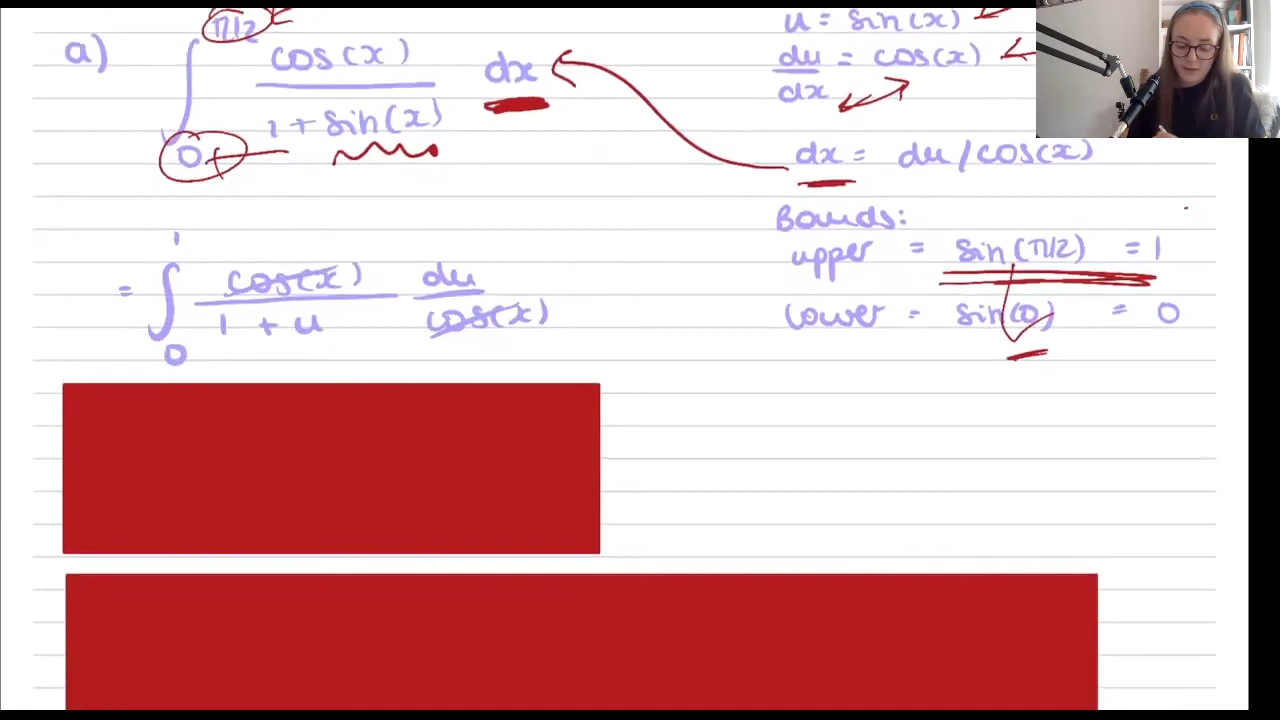 a) ∫ π/2 0 cos(x) / 1 + sin(x) dx
u = sin(x)
du/dx = cos(x)
dx = du/cos(x)
Bounds:
upper = sin(π/2) = 1
lower = sin(0) = 0
= ∫ 1 0 cos(x) / 1 + u du / cos(x)